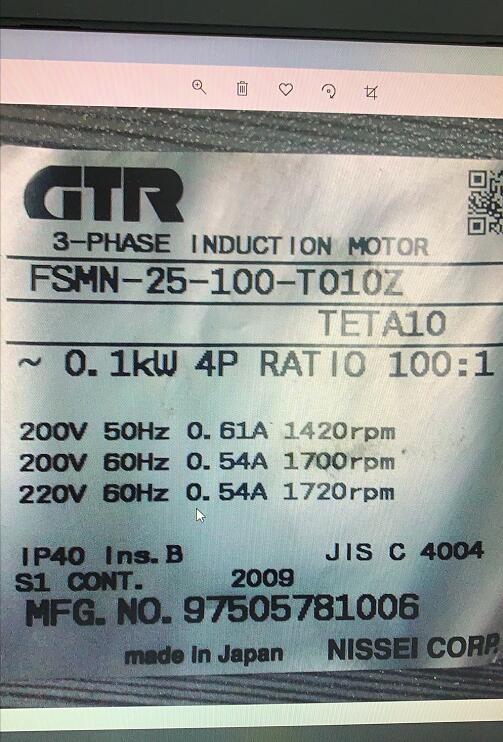 GTR
3-PHASE INDUCTION MOTOR
FSMN-25-100-T010Z
TETA10
~ 0.1kW 4P RATIO 100:1
200V 50Hz 0.61A 1420rpm
200V 60Hz 0.54A 1700rpm
220V 60Hz 0.54A 1720rpm
IP40 Ins.B JIS C 4004
S1 CONT. 2009
MFG. NO. 97505781006
made in Japan NISSEI CORP.